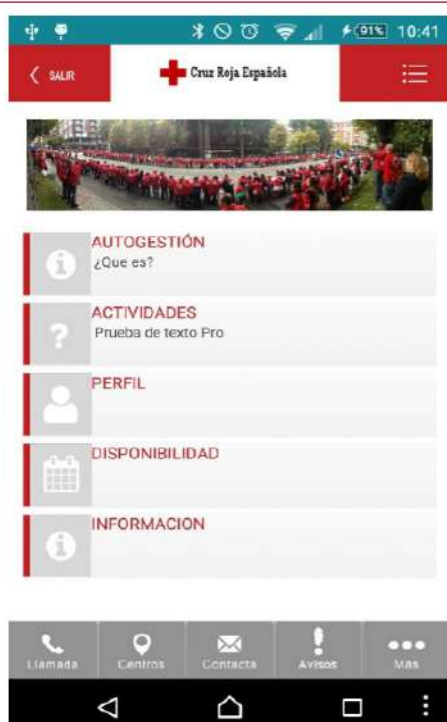 91% 10:41
SALIR
Cruz Roja Española
AUTOGESTIÓN
¿Que es?
ACTIVIDADES
Prueba de texto Pro
PERFIL
DISPONIBILIDAD
INFORMACION
Llamada Centros Contacta Avisos Más